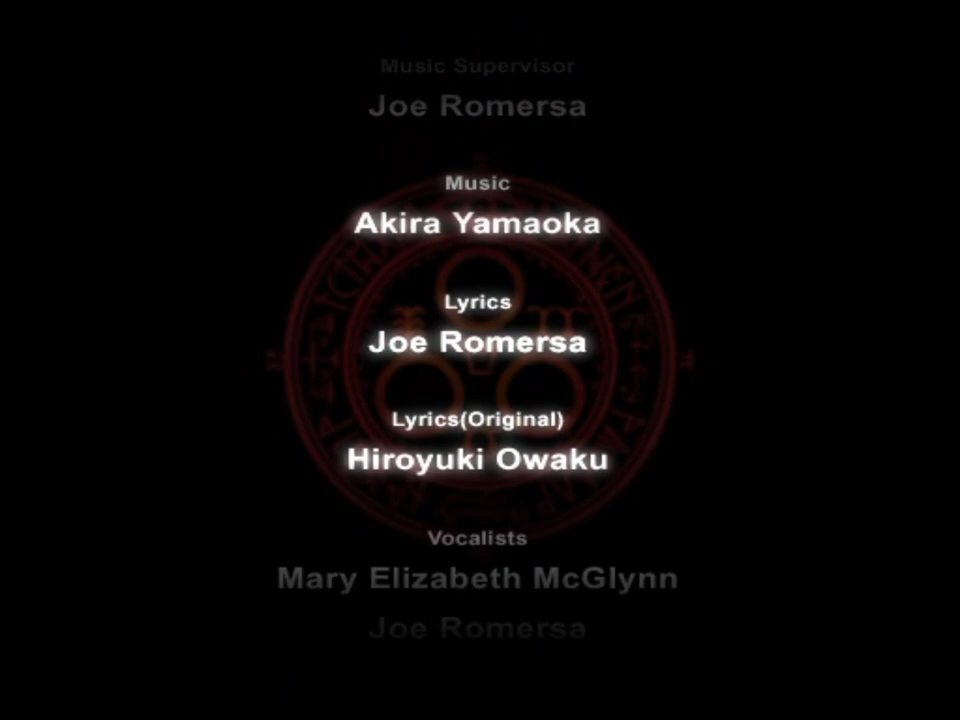 Music Supervisor
Joe Romersa
Music
Akira Yamaoka
Lyrics
Joe Romersa
Lyrics(Original)
Hiroyuki Owaku
Vocalists
Mary Elizabeth McGlynn
Joe Romersa